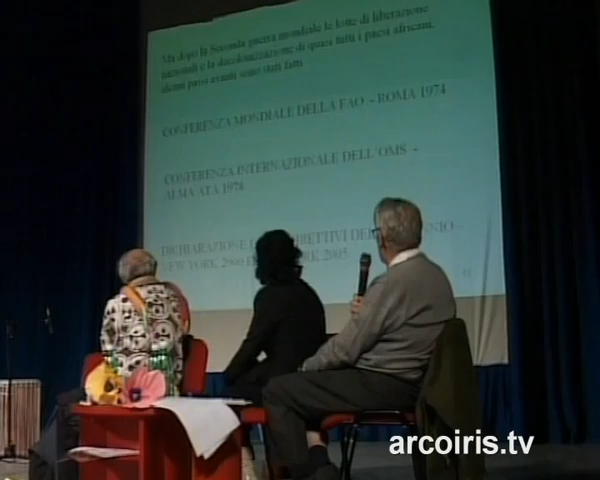 Ma dopo la Seconda guerra mondiale le lotte di liberazione
nazionali e la decolonizzazione di quasi tutti i paesi africani,
alcuni passi avanti sono stati fatti
CONFERENZA MONDIALE DELLA FAO - ROMA 1974
CONFERENZA INTERNAZIONALE DELL'OMS -
ALMA ATA 1978
DICHIARAZIONE
NEW YORK 2000 2005
arcoiris.tv